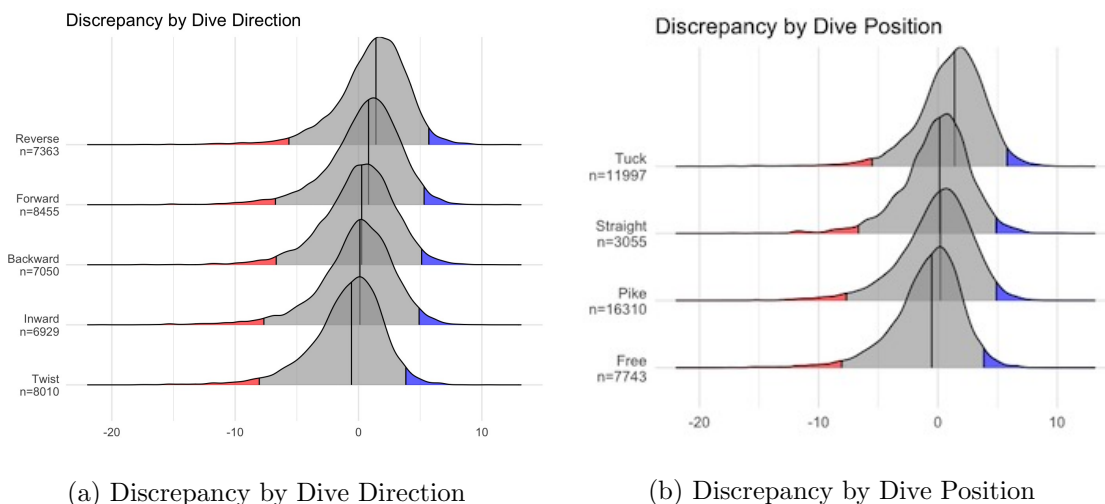 Discrepancy by Dive Direction
Reverse
n=7363
Forward
n=8455
Backward
n=7050
Inward
n=6929
Twist
n=8010
-20 -10 0 10
(a) Discrepancy by Dive Direction
Discrepancy by Dive Position
Tuck
n=11997
Straight
n=3055
Pike
n=16310
Free
n=7743
-20 -10 0 10
(b) Discrepancy by Dive Position